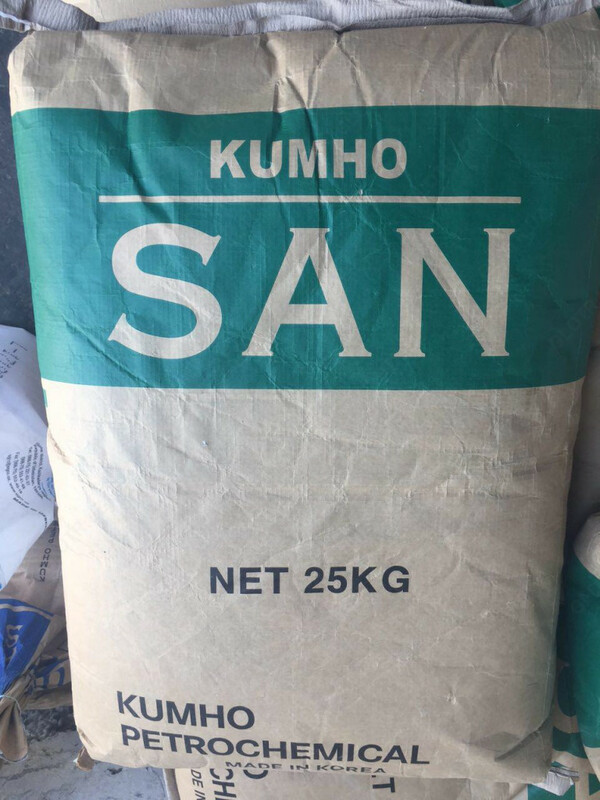 KUMHO
SAN
NET 25KG
KUMHO
PETROCHEMICAL
MADE IN KOREA